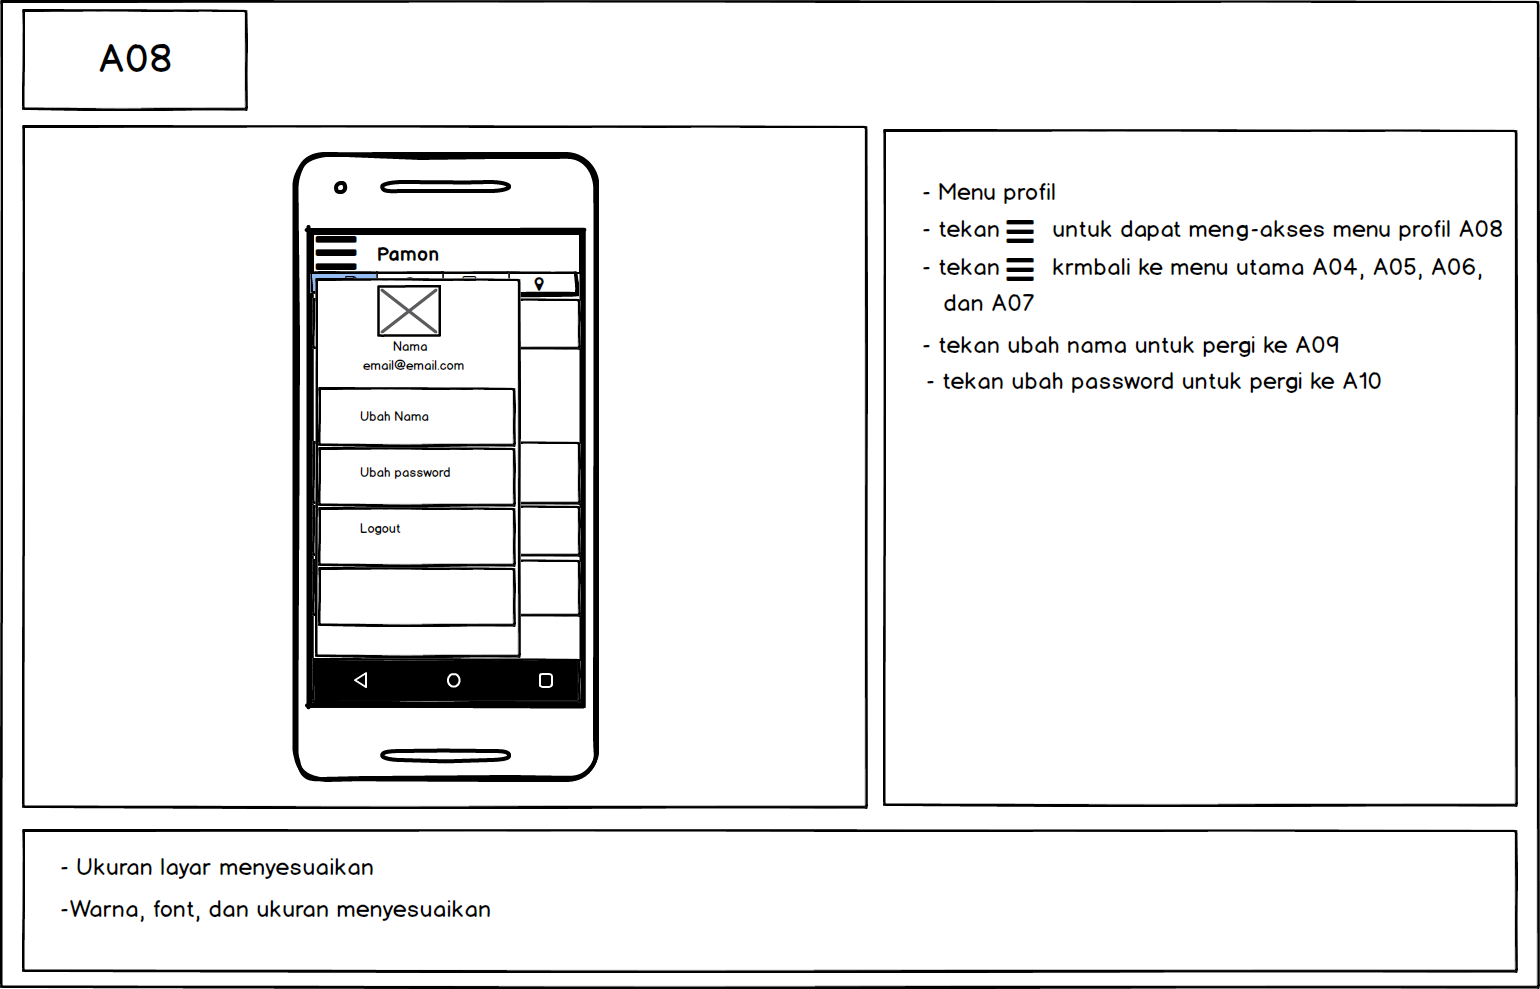 A08
Pamon
Nama
email@email.com
Ubah Nama
Ubah password
Logout
- Menu profil
- tekan untuk dapat meng-akses menu profil A08
- tekan krmbali ke menu utama A04, A05, A06,
dan A07
- tekan ubah nama untuk pergi ke A09
- tekan ubah password untuk pergi ke A10
- Ukuran layar menyesuaikan
-Warna, font, dan ukuran menyesuaikan